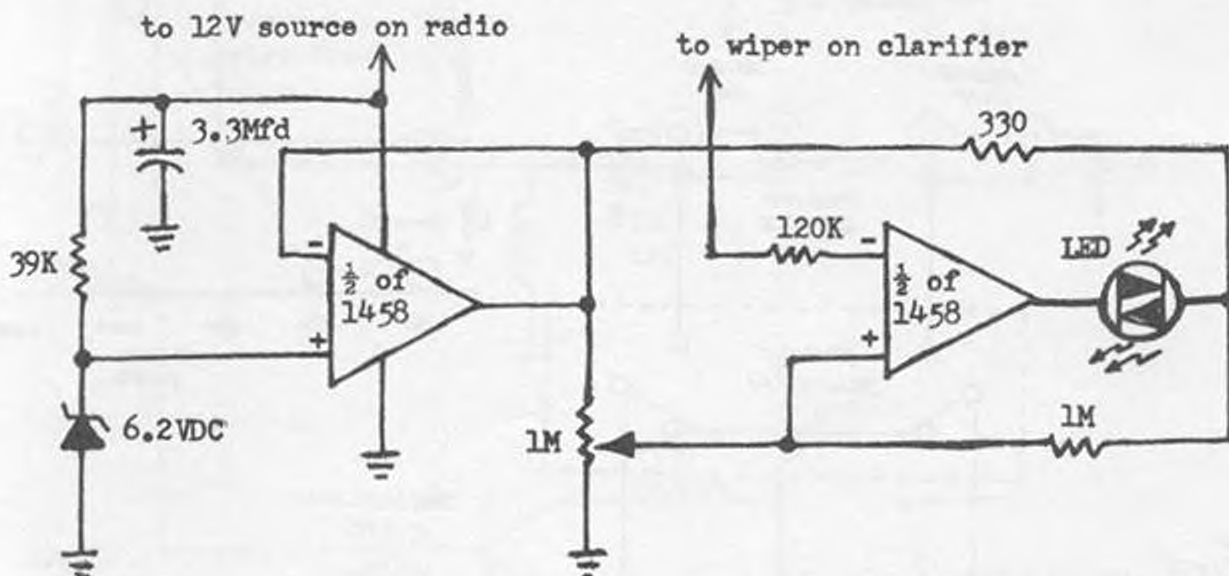 to 12V source on radio
to wiper on clarifier
+
3.3Mfd
330
39K
-
½ of
1458
+
120K
-
½ of
1458
+
LED
6.2VDC
1M
1M